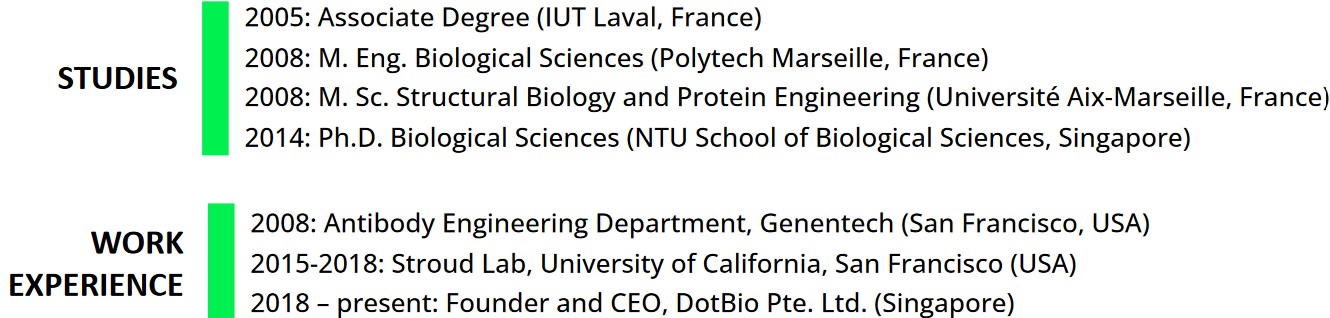 STUDIES
2005: Associate Degree (IUT Laval, France)
2008: M. Eng. Biological Sciences (Polytech Marseille, France)
2008: M. Sc. Structural Biology and Protein Engineering (Université Aix-Marseille, France)
2014: Ph.D. Biological Sciences (NTU School of Biological Sciences, Singapore)
WORK
EXPERIENCE
2008: Antibody Engineering Department, Genentech (San Francisco, USA)
2015-2018: Stroud Lab, University of California, San Francisco (USA)
2018 – present: Founder and CEO, DotBio Pte. Ltd. (Singapore)